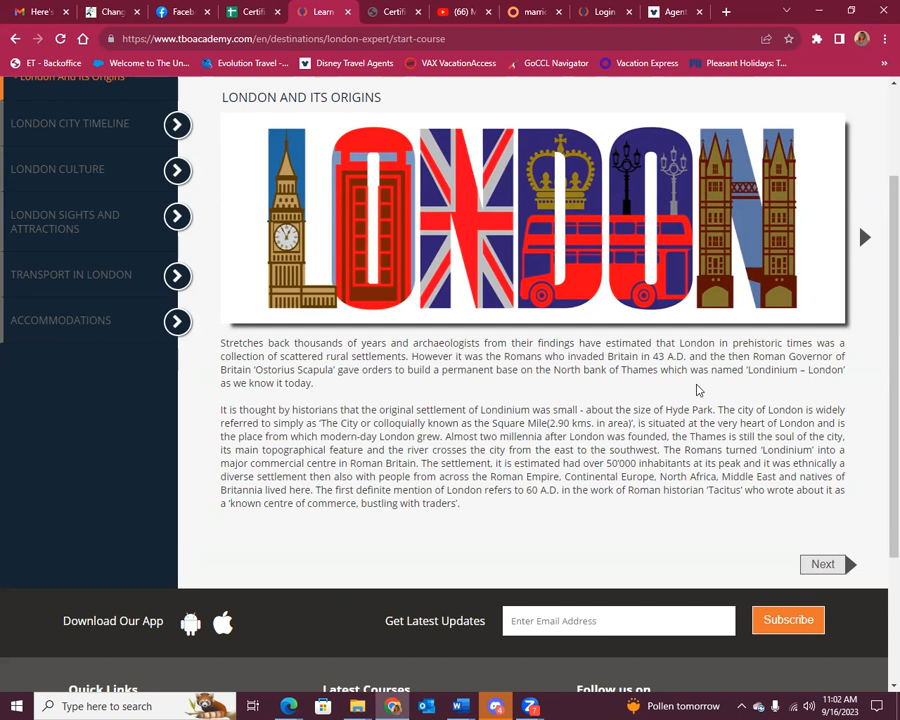 Here's
Chang
Faceb
Certifi
Learn
Certifi
(66) M
marrie
Login
Agent
https://www.tboacademy.com/en/destinations/london-expert/start-course
ET - Backoffice
Welcome to The Un...
Evolution Travel -...
Disney Travel Agents
VAX VacationAccess
GoCCL Navigator
Vacation Express
Pleasant Holidays: T...
- London And Its Origins
LONDON CITY TIMELINE
LONDON CULTURE
LONDON SIGHTS AND
ATTRACTIONS
TRANSPORT IN LONDON
ACCOMMODATIONS
LONDON AND ITS ORIGINS
LONDON
Stretches back thousands of years and archaeologists from their findings have estimated that London in prehistoric times was a
collection of scattered rural settlements. However it was the Romans who invaded Britain in 43 A.D. and the then Roman Governor of
Britain 'Ostorius Scapula' gave orders to build a permanent base on the North bank of Thames which was named 'Londinium – London'
as we know it today.
It is thought by historians that the original settlement of Londinium was small - about the size of Hyde Park. The city of London is widely
referred to simply as 'The City or colloquially known as the Square Mile(2.90 kms. in area)', is situated at the very heart of London and is
the place from which modern-day London grew. Almost two millennia after London was founded, the Thames is still the soul of the city,
its main topographical feature and the river crosses the city from the east to the southwest. The Romans turned 'Londinium' into a
major commercial centre in Roman Britain. The settlement, it is estimated had over 50'000 inhabitants at its peak and it was ethnically a
diverse settlement then also with people from across the Roman Empire, Continental Europe, North Africa, Middle East and natives of
Britannia lived here. The first definite mention of London refers to 60 A.D. in the work of Roman historian 'Tacitus' who wrote about it as
a 'known centre of commerce, bustling with traders'.
Next
Download Our App
Get Latest Updates
Enter Email Address
Subscribe
Quick Links
Latest Courses
Follow us on
Type here to search
Pollen tomorrow
11:02 AM
9/16/2023